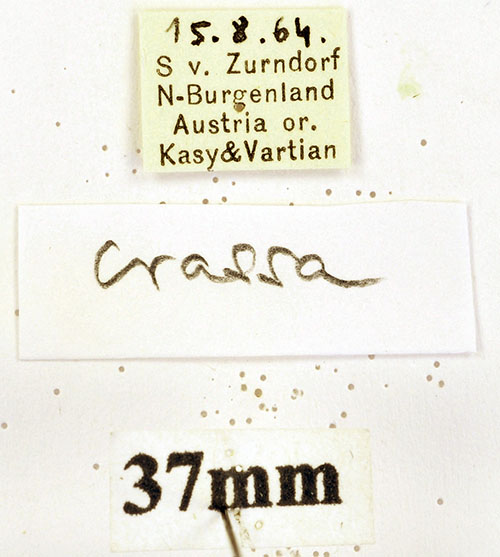 15.8.64.
S v. Zurndorf
N-Burgenland
Austria or.
Kasy&Vartian
crassa
37mm